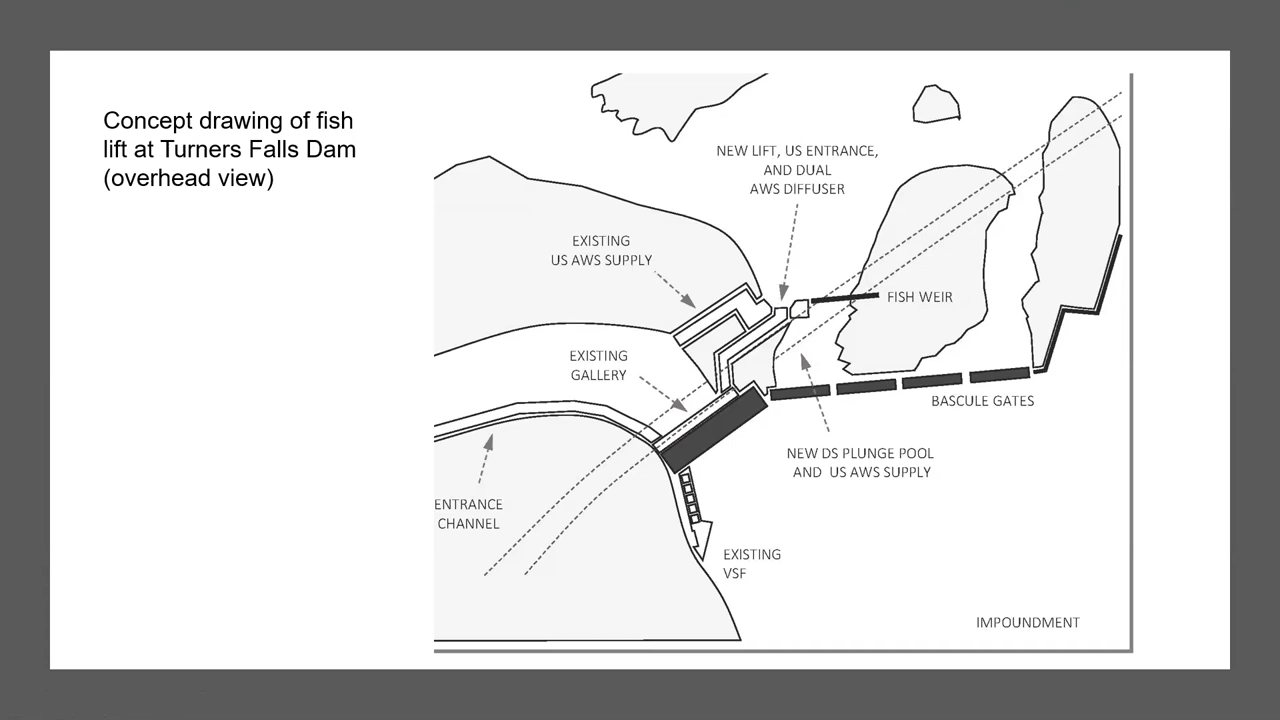 Concept drawing of fish
lift at Turners Falls Dam
(overhead view)
NEW LIFT, US ENTRANCE,
AND DUAL
AWS DIFFUSER
EXISTING
US AWS SUPPLY
FISH WEIR
EXISTING
GALLERY
BASCULE GATES
NEW DS PLUNGE POOL
AND US AWS SUPPLY
ENTRANCE
CHANNEL
EXISTING
VSF
IMPOUNDMENT